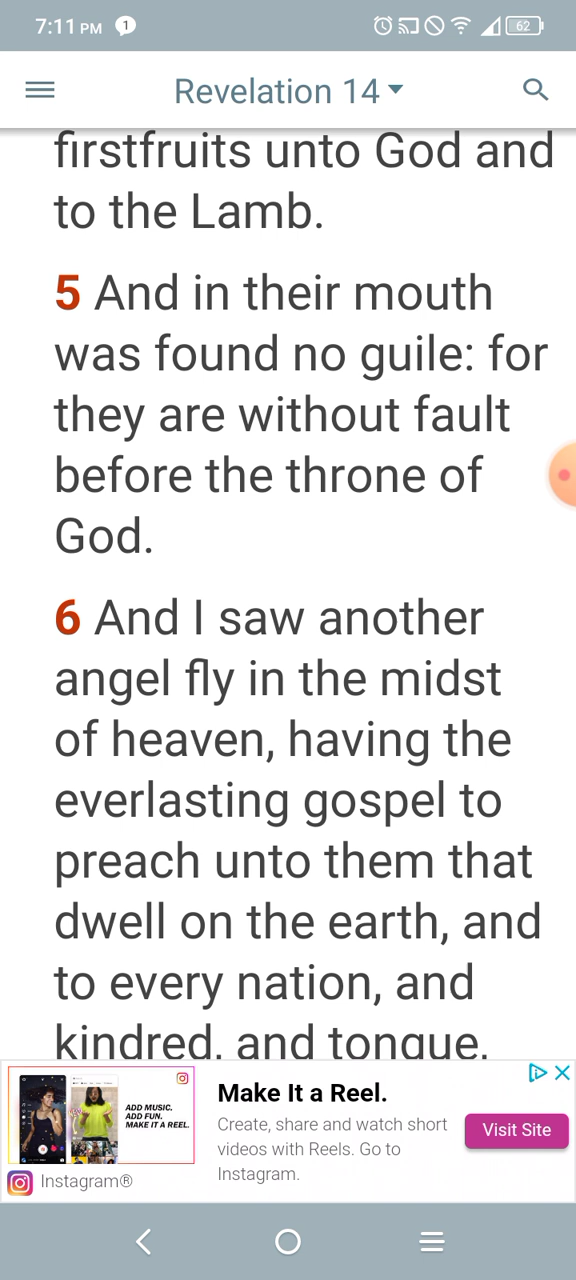 7:11 PM 1
62
Revelation 14
firstfruits unto God and
to the Lamb.
5 And in their mouth
was found no guile: for
they are without fault
before the throne of
God.
6 And I saw another
angel fly in the midst
of heaven, having the
everlasting gospel to
preach unto them that
dwell on the earth, and
to every nation, and
kindred, and tongue,
ADD MUSIC.
ADD FUN.
MAKE IT A REEL.
Instagram®
Make It a Reel.
Create, share and watch short
videos with Reels. Go to
Instagram.
Visit Site